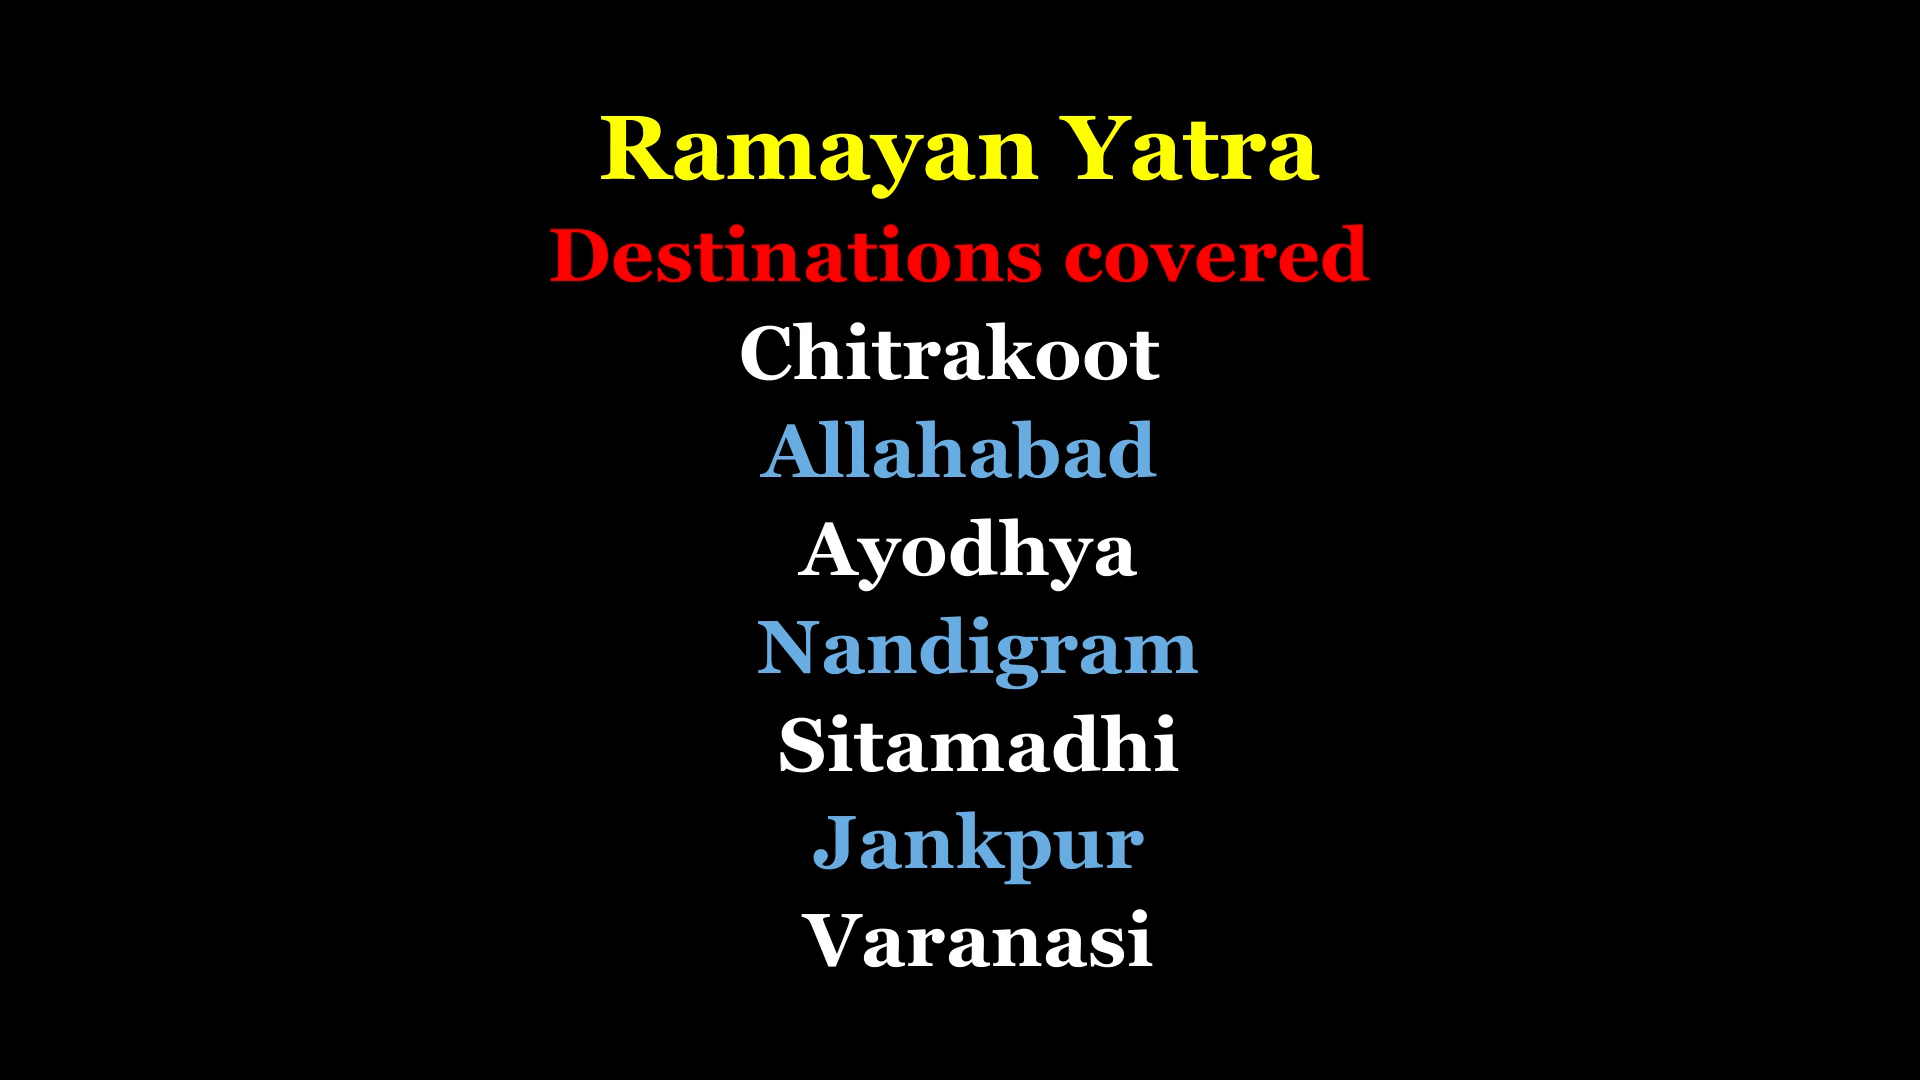 Ramayan Yatra
Destinations covered
Chitrakoot
Allahabad
Ayodhya
Nandigram
Sitamadhi
Jankpur
Varanasi